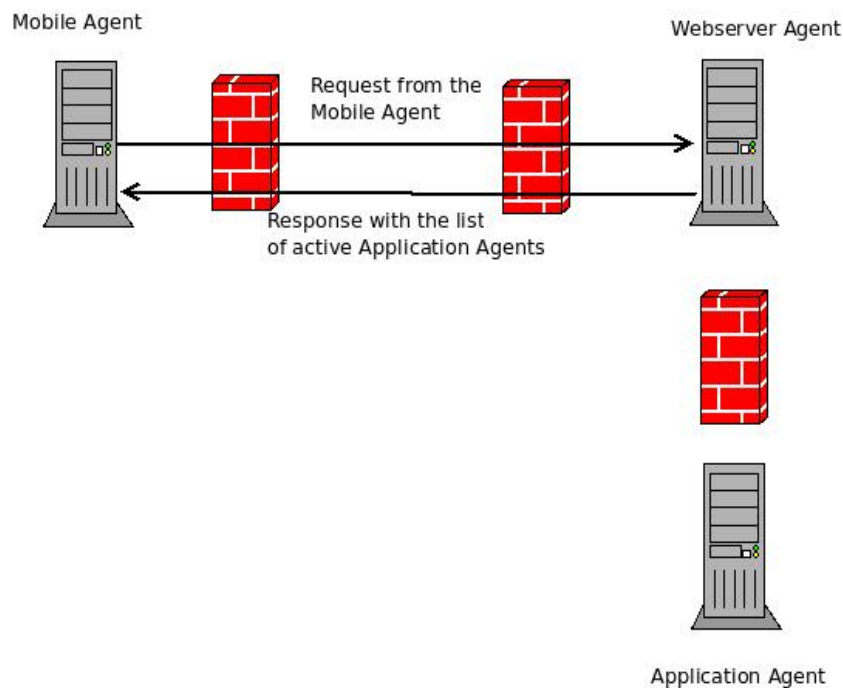 Mobile Agent
Webserver Agent
Request from the
Mobile Agent
Response with the list
of active Application Agents
Application Agent